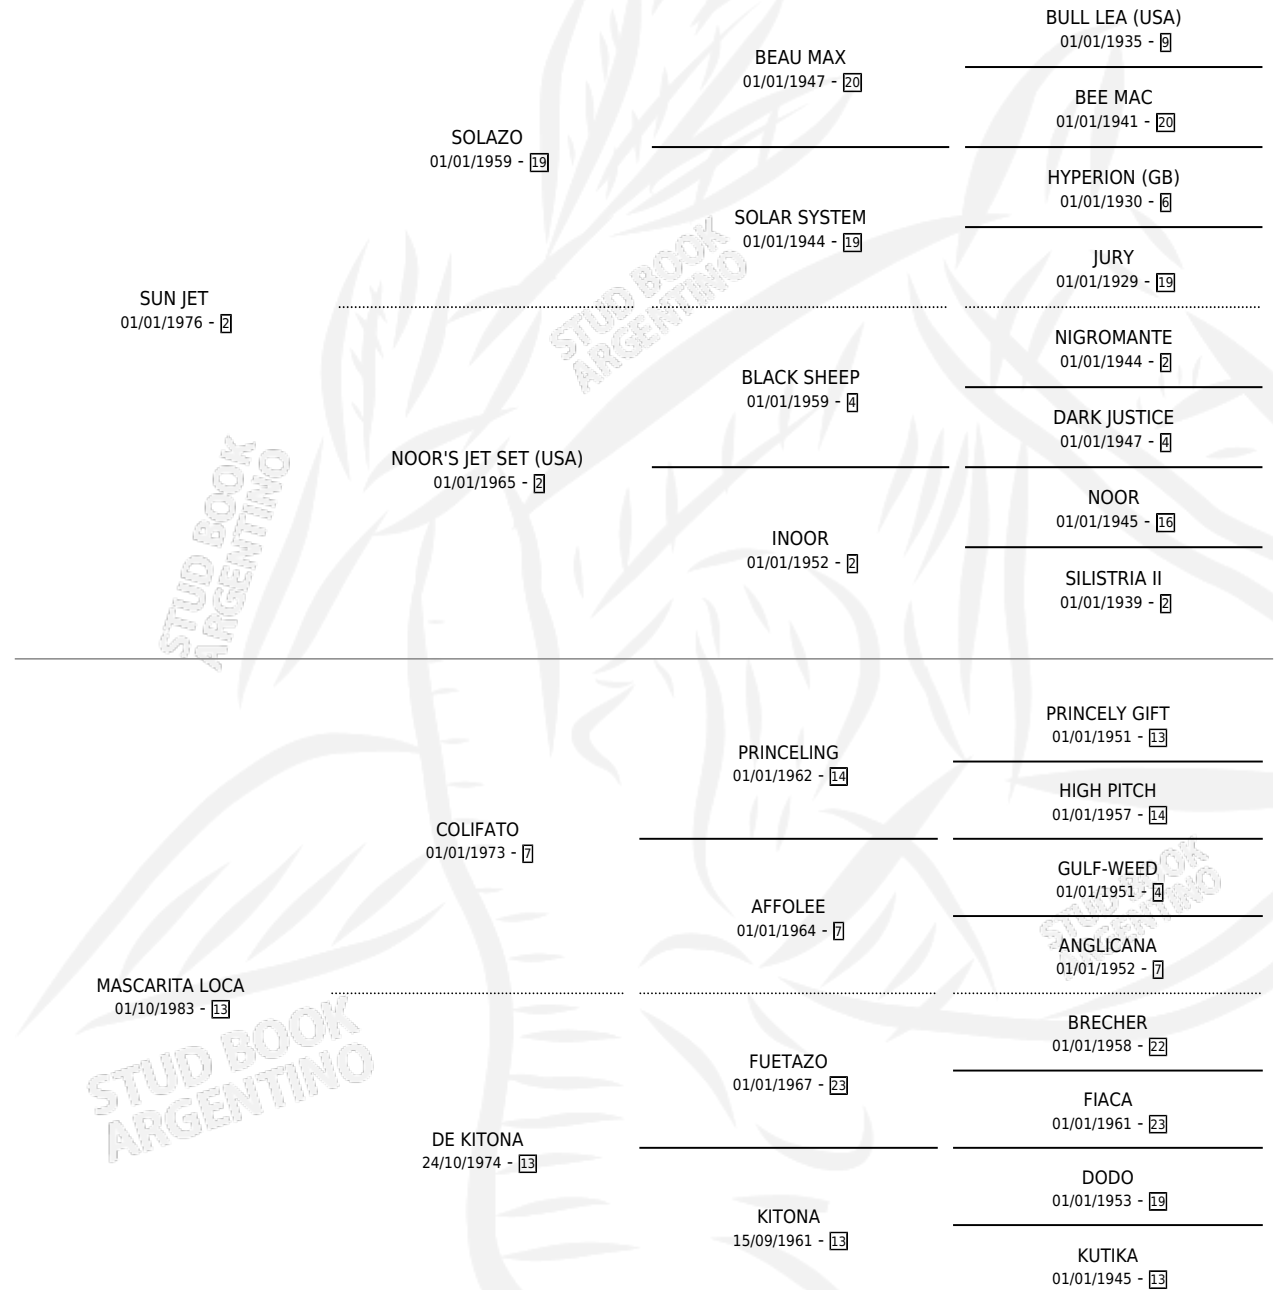 BULL LEA (USA)
01/01/1935 - 9
BEAU MAX
01/01/1947 - 20
BEE MAC
01/01/1941 - 20
SOLAZO
01/01/1959 - 19
HYPERION (GB)
01/01/1930 - 6
SOLAR SYSTEM
01/01/1944 - 19
JURY
01/01/1929 - 19
SUN JET
01/01/1976 - 2
STUD BOOK
ARGENTINO
NIGROMANTE
01/01/1944 - 2
BLACK SHEEP
01/01/1959 - 4
DARK JUSTICE
01/01/1947 - 4
NOOR'S JET SET (USA)
01/01/1965 - 2
NOOR
01/01/1945 - 16
INOOR
01/01/1952 - 2
SILISTRIA II
01/01/1939 - 2
STUD BOOK
ARGENTINO
PRINCELY GIFT
01/01/1951 - 13
PRINCELING
01/01/1962 - 14
HIGH PITCH
01/01/1957 - 14
COLIFATO
01/01/1973 - 7
GULF-WEED
01/01/1951 - 4
STUD BOOK
ARGENTINO
AFFOLEE
01/01/1964 - 7
ANGLICANA
01/01/1952 - 7
MASCARITA LOCA
01/10/1983 - 13
STUD BOOK
ARGENTINO
BRECHER
01/01/1958 - 22
FUETAZO
01/01/1967 - 23
FIACA
01/01/1961 - 23
DE KITONA
24/10/1974 - 13
DODO
01/01/1953 - 19
KITONA
15/09/1961 - 13
KUTIKA
01/01/1945 - 13